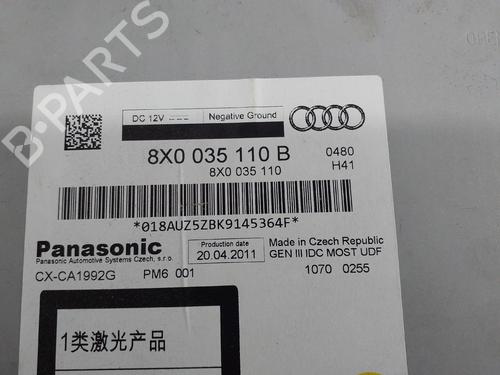 B-PARTS
OPEN
DC 12V
Negative Ground
8X0 035 110 B
0480
8X0 035 110
H41
*018AUZ5ZBK9145364F*
Panasonic
Panasonic Automotive Systems Czech, s.r.o.
Production date
20.04.2011
Made in Czech Republic
GEN III IDC MOST UDF
CX-CA1992G
PM6 001
1070 0255
1类激光产品